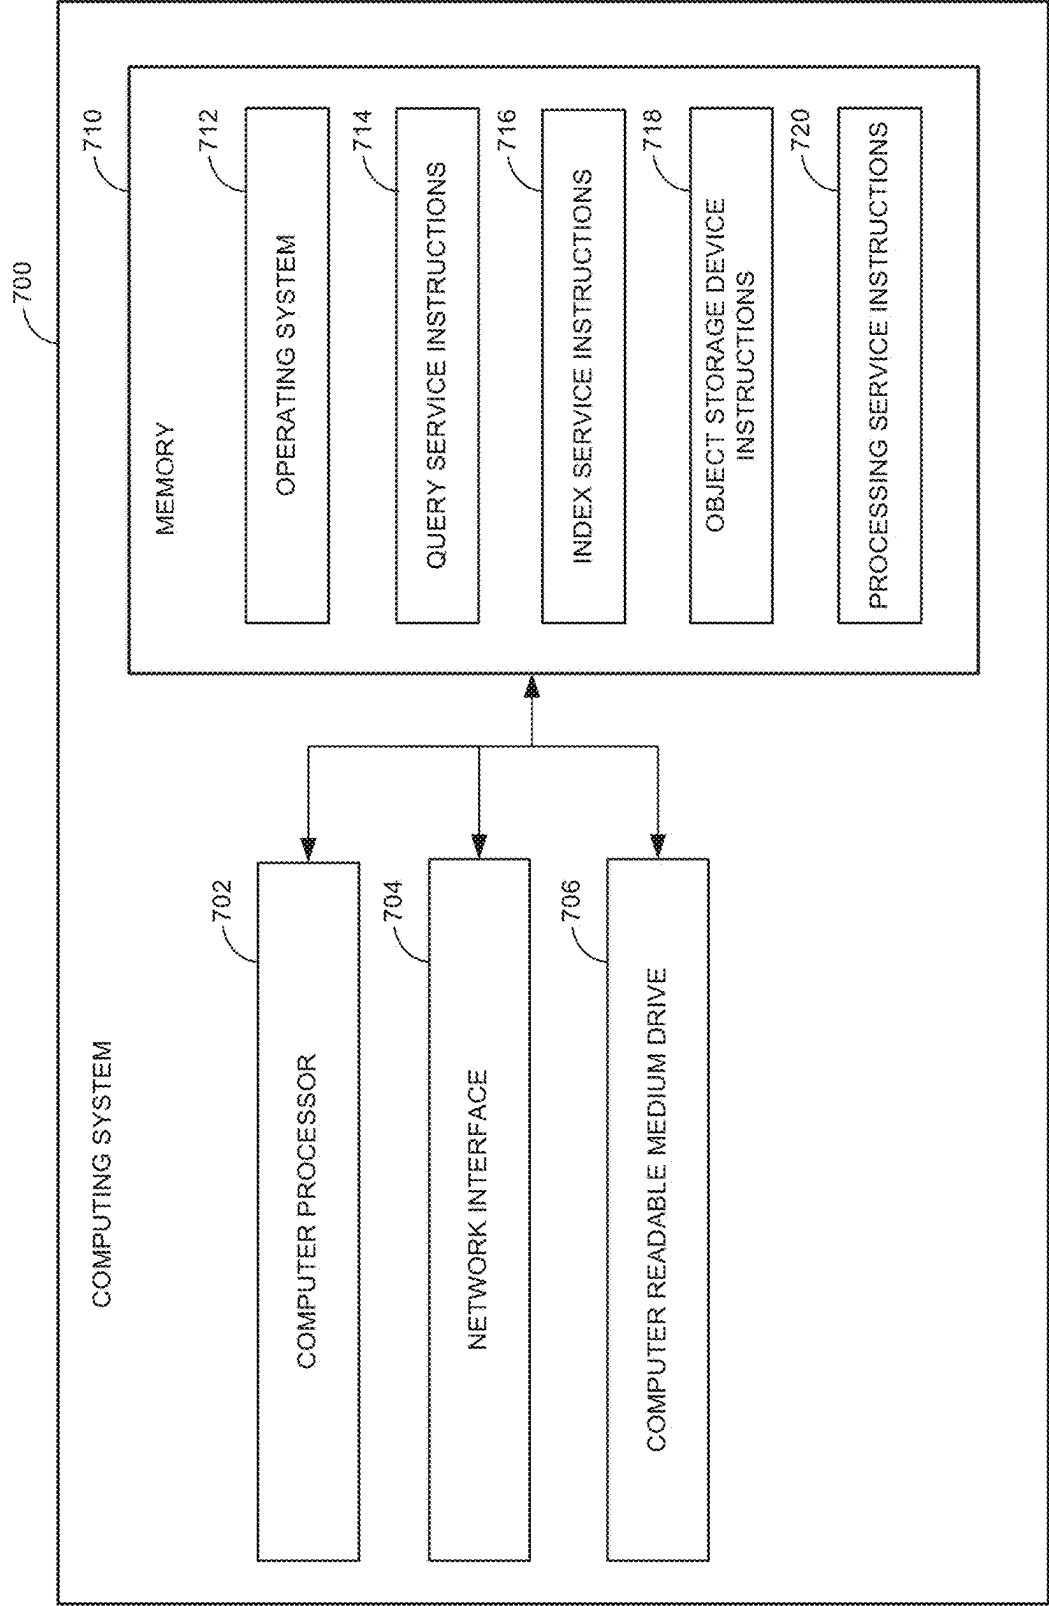 700
COMPUTING SYSTEM
702
COMPUTER PROCESSOR
704
NETWORK INTERFACE
706
COMPUTER READABLE MEDIUM DRIVE
710
MEMORY
712
OPERATING SYSTEM
714
QUERY SERVICE INSTRUCTIONS
716
INDEX SERVICE INSTRUCTIONS
718
OBJECT STORAGE DEVICE
INSTRUCTIONS
720
PROCESSING SERVICE INSTRUCTIONS